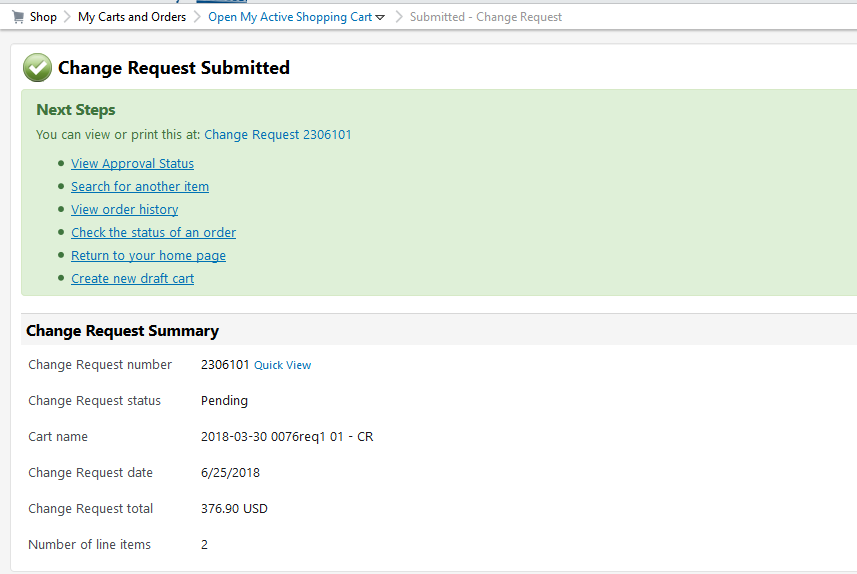 Shop My Carts and Orders Open My Active Shopping Cart Submitted - Change Request
Change Request Submitted
Next Steps
You can view or print this at: Change Request 2306101
View Approval Status
Search for another item
View order history
Check the status of an order
Return to your home page
Create new draft cart
Change Request Summary
Change Request number 2306101 Quick View
Change Request status Pending
Cart name 2018-03-30 0076req1 01 - CR
Change Request date 6/25/2018
Change Request total 376.90 USD
Number of line items 2